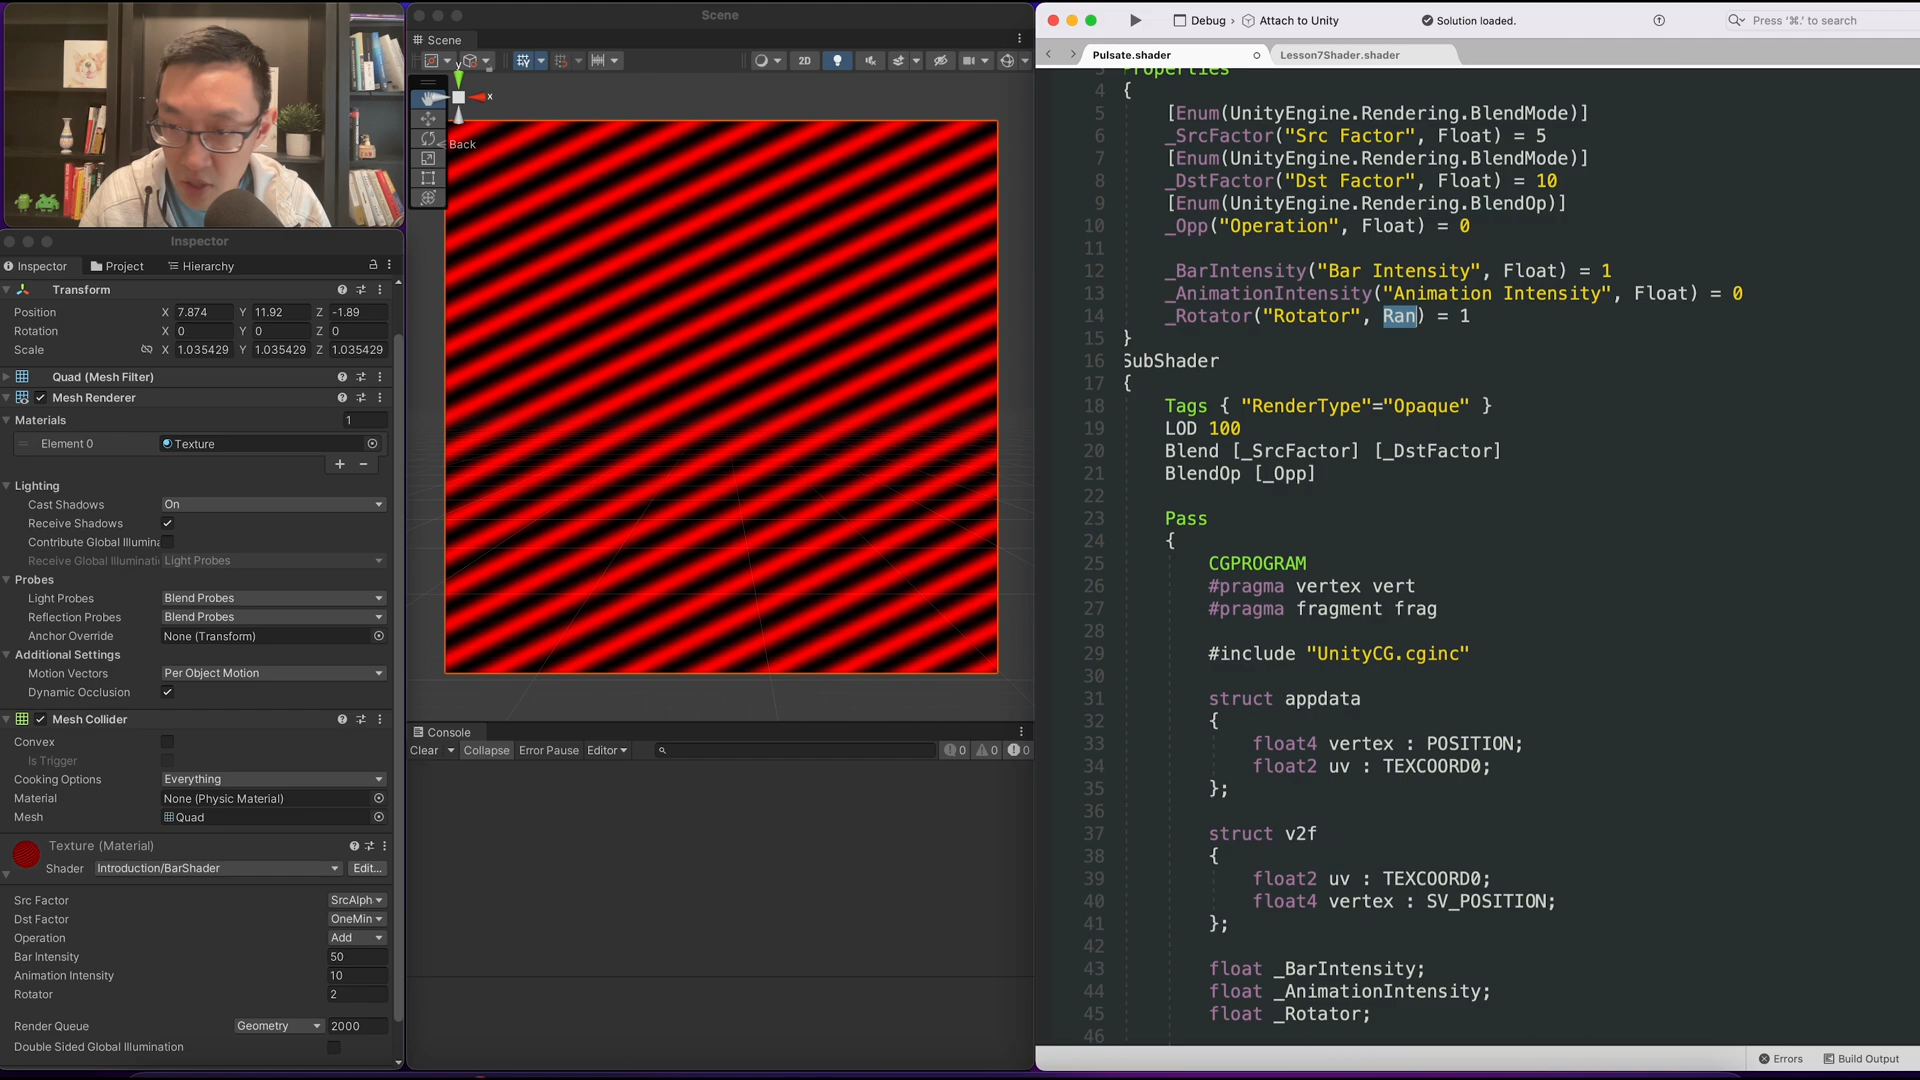 Inspector
Inspector
Project
Hierarchy
Transform
Position X 7.874 Y 11.92 Z -1.89
Rotation X 0 Y 0 Z 0
Scale X 1.035429 Y 1.035429 Z 1.035429
Quad (Mesh Filter)
Mesh Renderer
Materials 1
Element 0 Texture
Lighting
Cast Shadows On
Receive Shadows
Contribute Global Illumina
Receive Global Illuminati Light Probes
Probes
Light Probes Blend Probes
Reflection Probes Blend Probes
Anchor Override None (Transform)
Additional Settings
Motion Vectors Per Object Motion
Dynamic Occlusion
Mesh Collider
Convex
Is Trigger
Cooking Options Everything
Material None (Physic Material)
Mesh Quad
Texture (Material)
Shader Introduction/BarShader Edit...
Src Factor SrcAlph
Dst Factor OneMin
Operation Add
Bar Intensity 50
Animation Intensity 10
Rotator 2
Render Queue Geometry 2000
Double Sided Global Illumination
Scene
Scene
2D
y
x
Back
Console
Clear Collapse Error Pause Editor 0 0 0
Debug Attach to Unity Solution loaded. Press '⌘.' to search
Pulsate.shader Lesson7Shader.shader
Properties
4 {
5 [Enum(UnityEngine.Rendering.BlendMode)]
6 _SrcFactor("Src Factor", Float) = 5
7 [Enum(UnityEngine.Rendering.BlendMode)]
8 _DstFactor("Dst Factor", Float) = 10
9 [Enum(UnityEngine.Rendering.BlendOp)]
10 _Opp("Operation", Float) = 0
11
12 _BarIntensity("Bar Intensity", Float) = 1
13 _AnimationIntensity("Animation Intensity", Float) = 0
14 _Rotator("Rotator", Ran) = 1
15 }
16 SubShader
17 {
18 Tags { "RenderType"="Opaque" }
19 LOD 100
20 Blend [_SrcFactor] [_DstFactor]
21 BlendOp [_Opp]
22
23 Pass
24 {
25 CGPROGRAM
26 #pragma vertex vert
27 #pragma fragment frag
28
29 #include "UnityCG.cginc"
30
31 struct appdata
32 {
33 float4 vertex : POSITION;
34 float2 uv : TEXCOORD0;
35 };
36
37 struct v2f
38 {
39 float2 uv : TEXCOORD0;
40 float4 vertex : SV_POSITION;
41 };
42
43 float _BarIntensity;
44 float _AnimationIntensity;
45 float _Rotator;
46
Errors Build Output